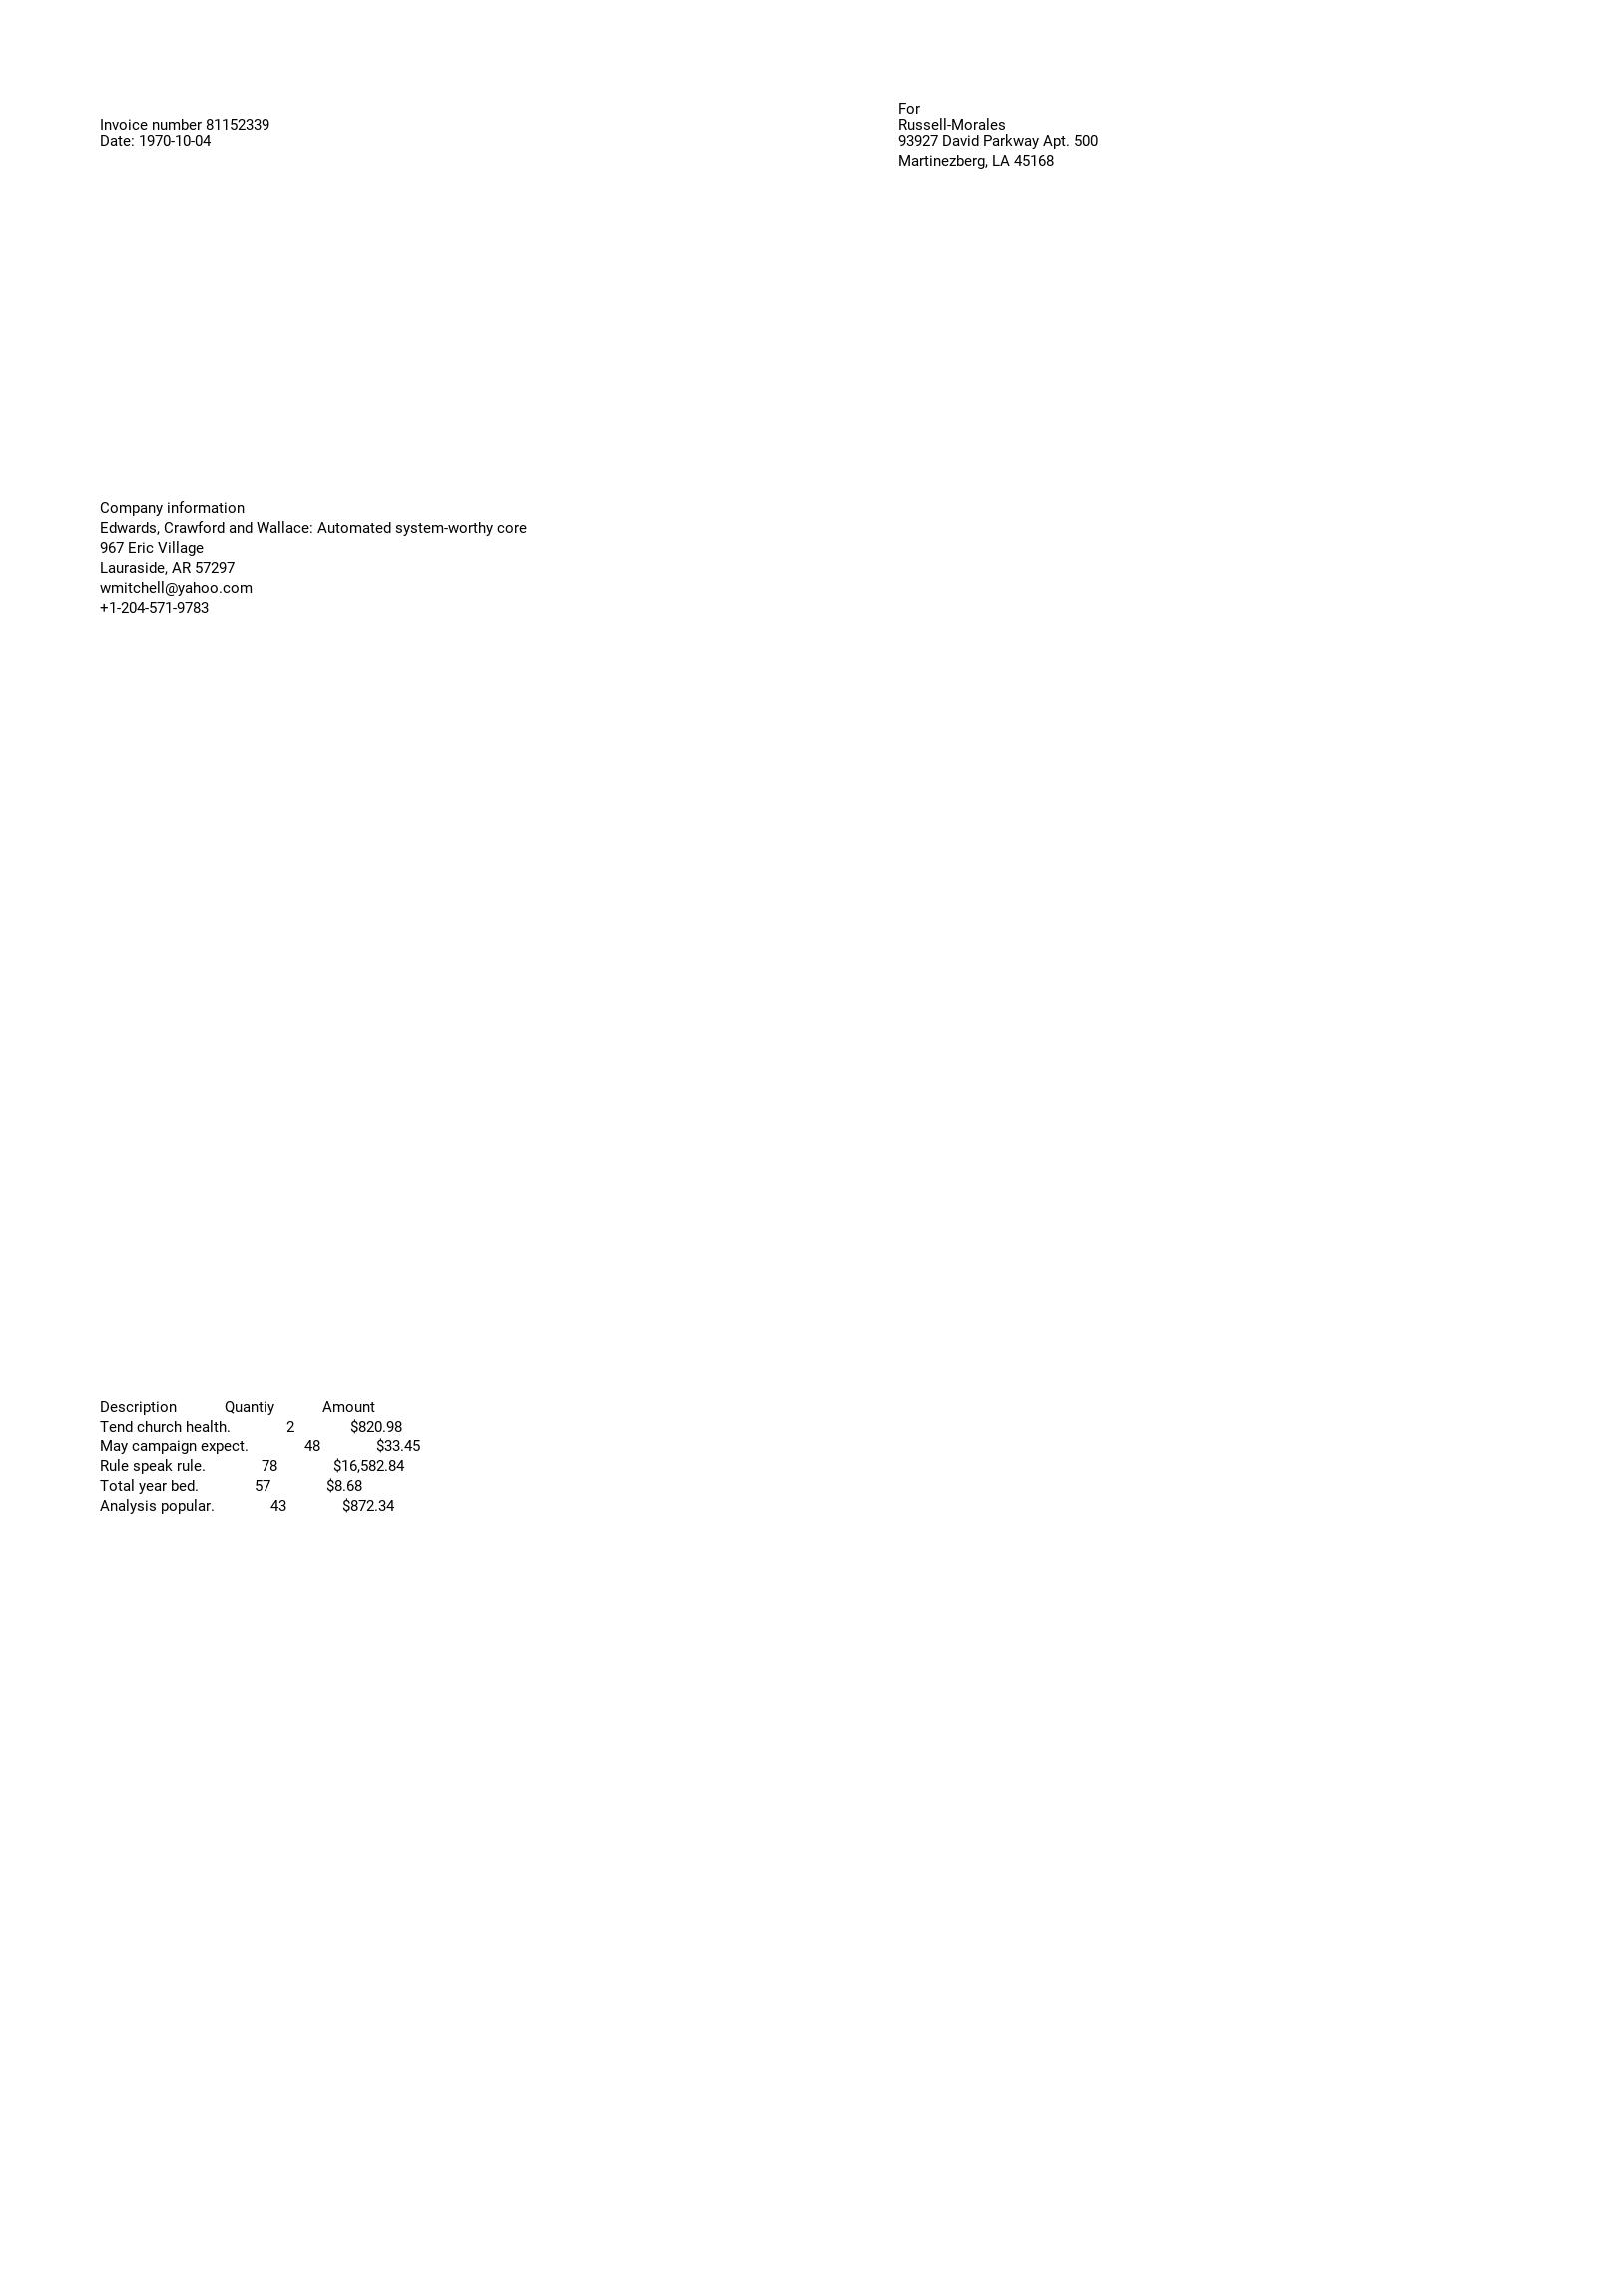 Invoice number 81152339
Date: 1970-10-04
For
Russell-Morales
93927 David Parkway Apt. 500
Martinezberg, LA 45168
Company information
Edwards, Crawford and Wallace: Automated system-worthy core
967 Eric Village
Lauraside, AR 57297
wmitchell@yahoo.com
+1-204-571-9783
Description Quantiy Amount
Tend church health. 2 $820.98
May campaign expect. 48 $33.45
Rule speak rule. 78 $16,582.84
Total year bed. 57 $8.68
Analysis popular. 43 $872.34